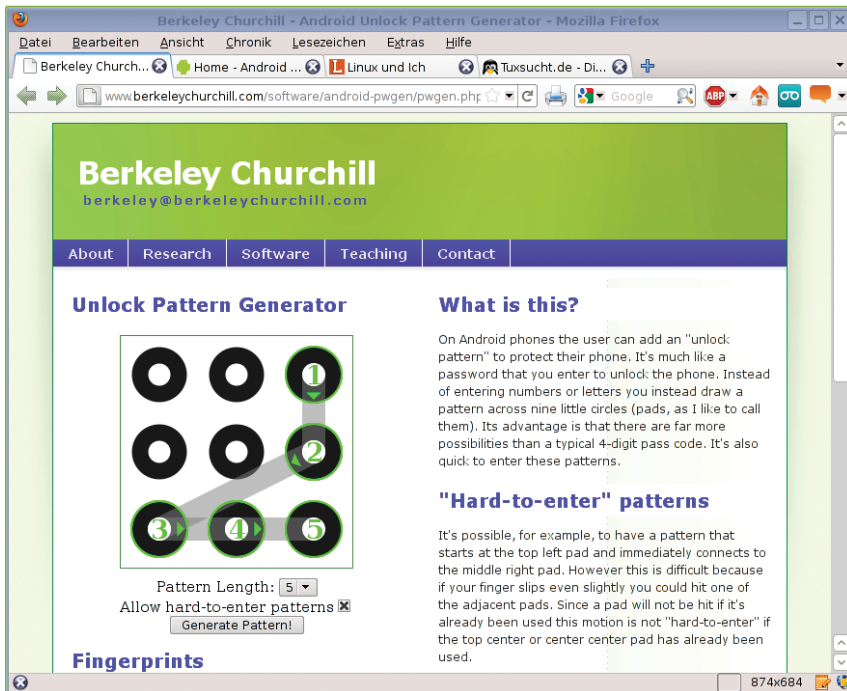 Berkeley Churchill - Android Unlock Pattern Generator - Mozilla Firefox
Datei Bearbeiten Ansicht Chronik Lesezeichen Extras Hilfe
Berkeley Church... Home - Android ... Linux und Ich Tuxsucht.de - Di...
www.berkeleychurchill.com/software/android-pwgen/pwgen.php Google ABP
Berkeley Churchill
berkeley@berkeleychurchill.com
About Research Software Teaching Contact
Unlock Pattern Generator
1
2
3 4 5
Pattern Length: 5
Allow hard-to-enter patterns
Generate Pattern!
Fingerprints
What is this?
On Android phones the user can add an "unlock
pattern" to protect their phone. It's much like a
password that you enter to unlock the phone. Instead
of entering numbers or letters you instead draw a
pattern across nine little circles (pads, as I like to call
them). Its advantage is that there are far more
possibilities than a typical 4-digit pass code. It's also
quick to enter these patterns.
"Hard-to-enter" patterns
It's possible, for example, to have a pattern that
starts at the top left pad and immediately connects to
the middle right pad. However this is difficult because
if your finger slips even slightly you could hit one of
the adjacent pads. Since a pad will not be hit if it's
already been used this motion is not "hard-to-enter" if
the top center or center center pad has already been
used.
874x684